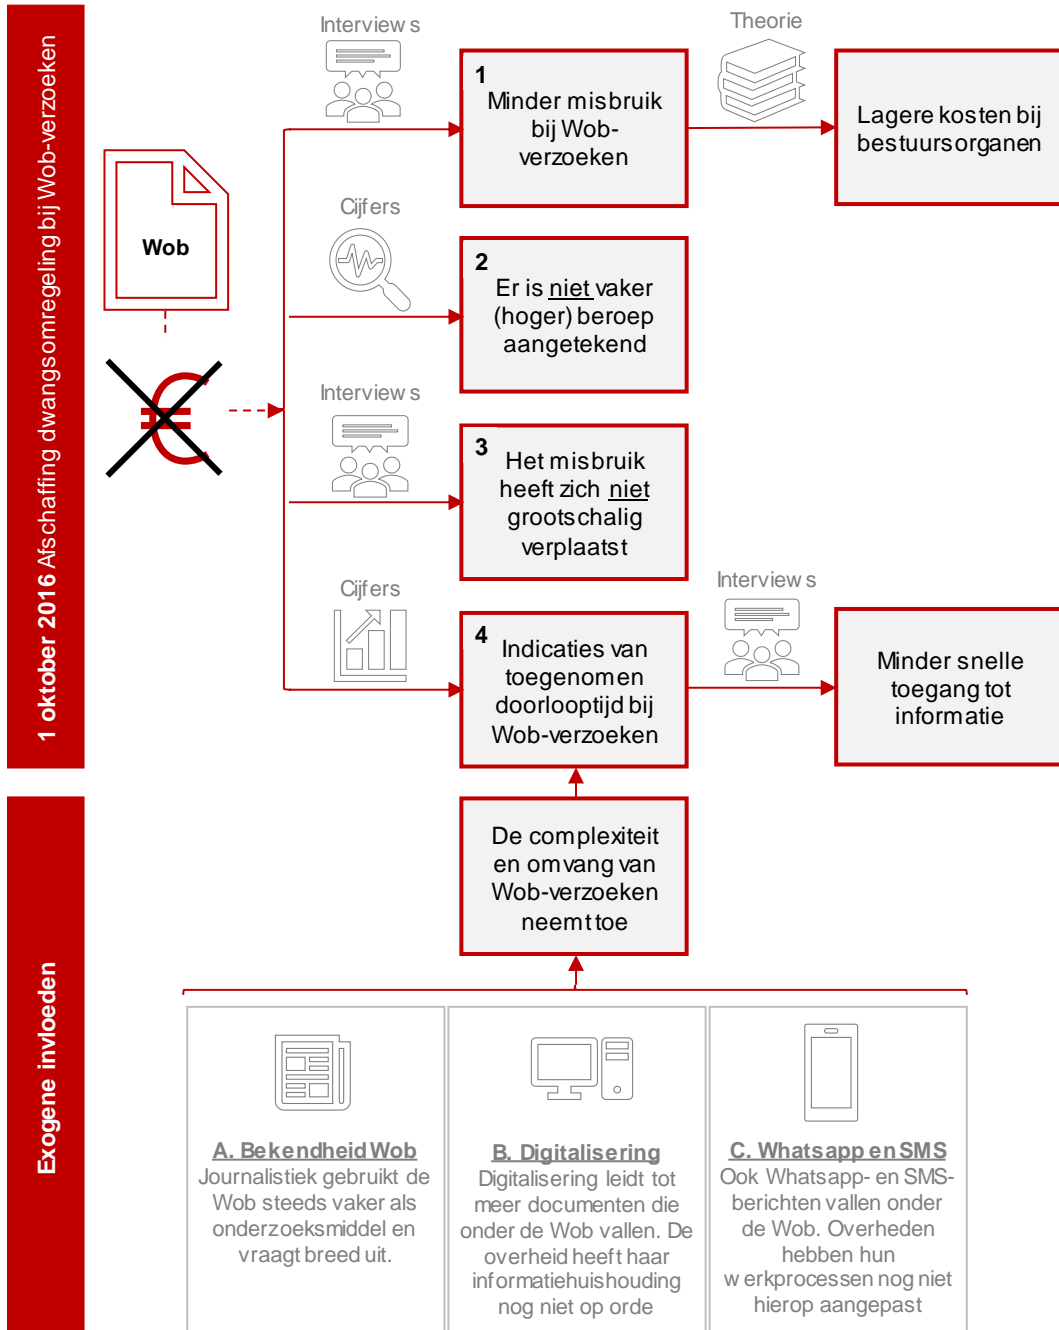 1 oktober 2016 Afschaffing dwangsomregeling bij Wob-verzoeken
Wob
€
Interviews
1
Minder misbruik
bij Wob-
verzoeken
Theorie
Lagere kosten bij
bestuursorganen
Cijfers
2
Er is niet vaker
(hoger) beroep
aangetekend
Interviews
3
Het misbruik
heeft zich niet
grootschalig
verplaatst
Cijfers
4
Indicaties van
toegenomen
doorlooptijd bij
Wob-verzoeken
Interviews
Minder snelle
toegang tot
informatie
Exogene invloeden
De complexiteit
en omvang van
Wob-verzoeken
neemt toe
A. Bekendheid Wob
Journalistiek gebruikt de
Wob steeds vaker als
onderzoeksmiddel en
vraagt breed uit.
B. Digitalisering
Digitalisering leidt tot
meer documenten die
onder de Wob vallen. De
overheid heeft haar
informatiehuishouding
nog niet op orde
C. Whatsapp en SMS
Ook Whatsapp- en SMS-
berichten vallen onder
de Wob. Overheden
hebben hun
werkprocessen nog niet
hierop aangepast